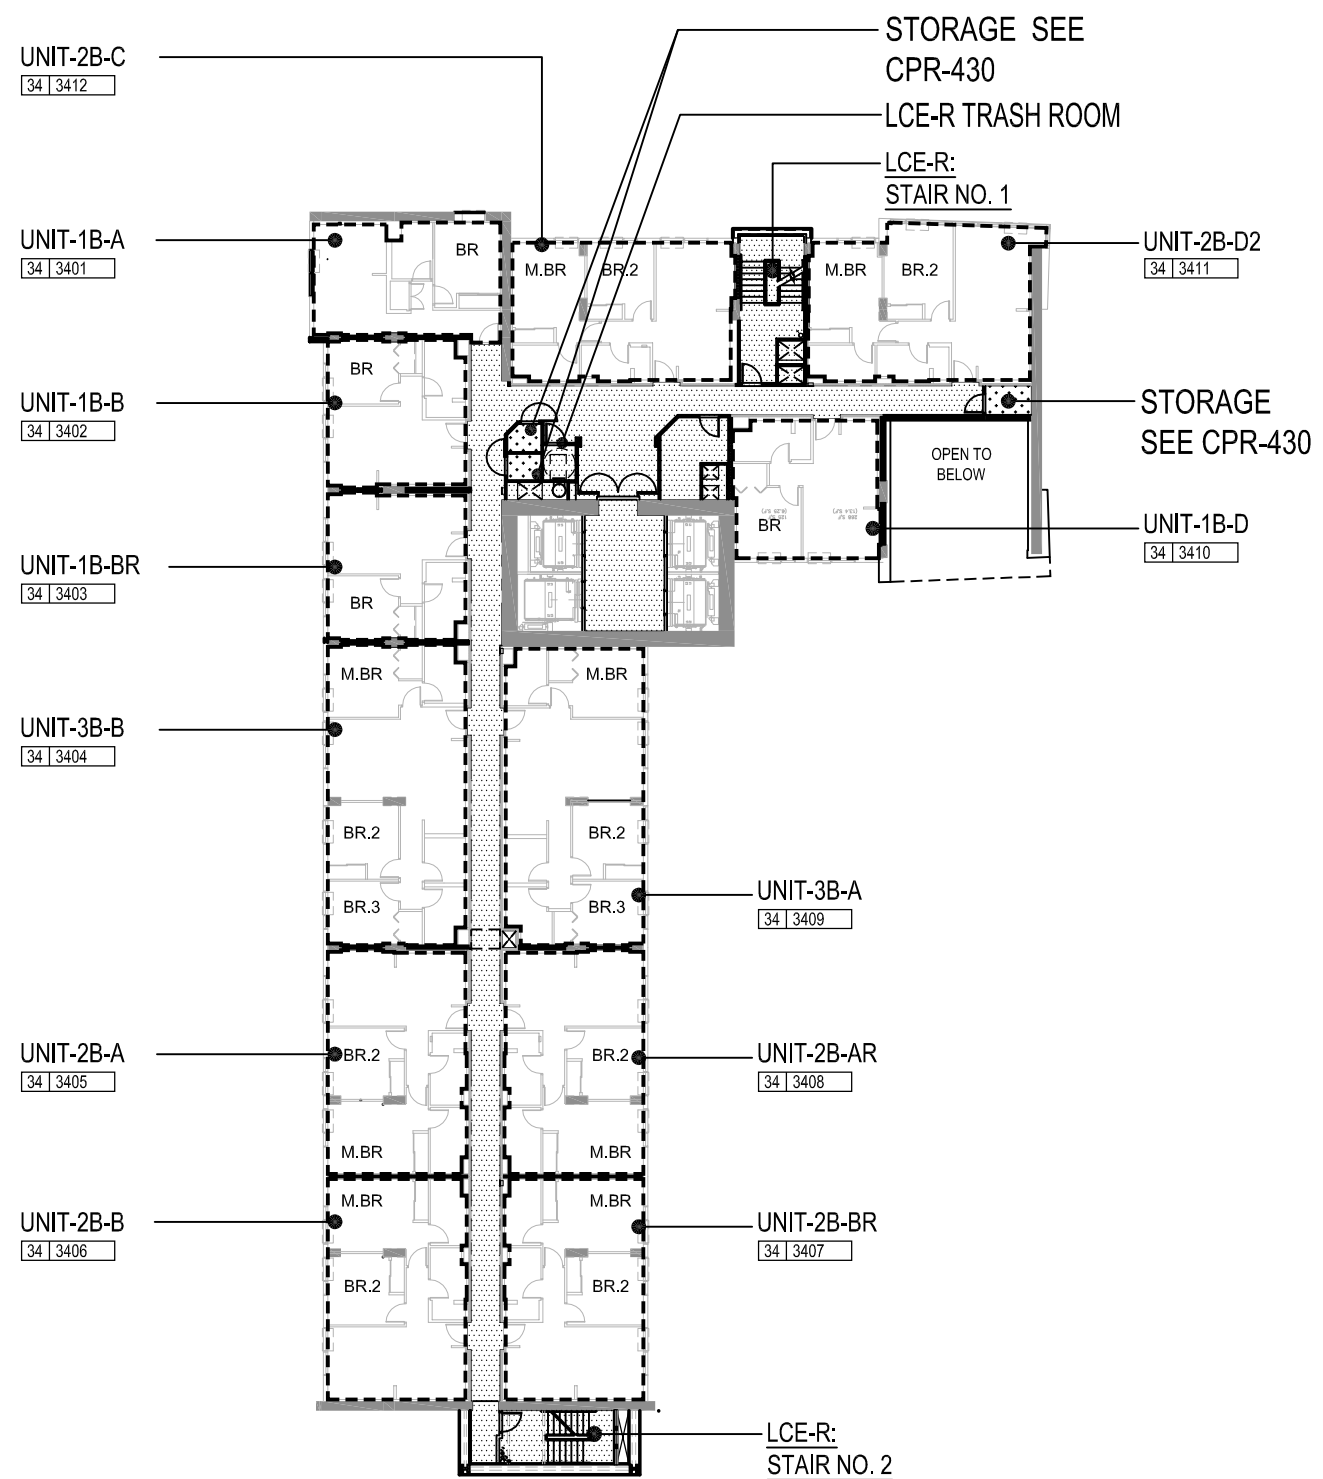 STORAGE SEE
CPR-430
UNIT-2B-C
34 3412
LCE-R TRASH ROOM
LCE-R:
STAIR NO. 1
UNIT-1B-A
34 3401
BR
M.BR
BR.2
M.BR
BR.2
UNIT-2B-D2
34 3411
UNIT-1B-B
34 3402
BR
STORAGE
SEE CPR-430
OPEN TO
BELOW
UNIT-1B-D
34 3410
BR
UNIT-1B-BR
34 3403
BR
M.BR
M.BR
UNIT-3B-B
34 3404
BR.2
BR.2
BR.3
BR.3
UNIT-3B-A
34 3409
UNIT-2B-A
34 3405
BR.2
BR.2
UNIT-2B-AR
34 3408
M.BR
M.BR
M.BR
M.BR
UNIT-2B-B
34 3406
UNIT-2B-BR
34 3407
BR.2
BR.2
LCE-R:
STAIR NO. 2